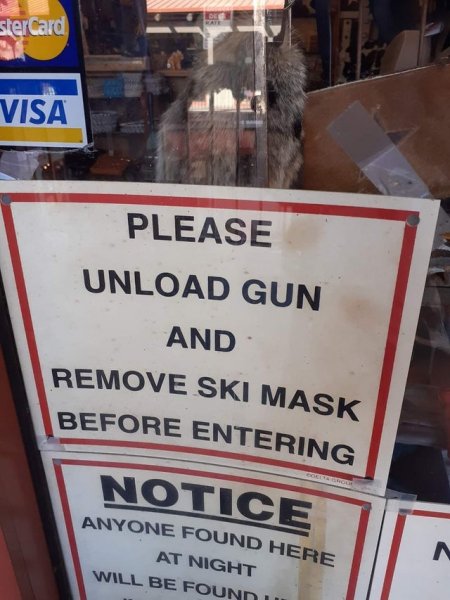 sterCard
VISA
PLEASE
UNLOAD GUN
AND
REMOVE SKI MASK
BEFORE ENTERING
NOTICE
ANYONE FOUND HERE
AT NIGHT
WILL BE FOUND
N